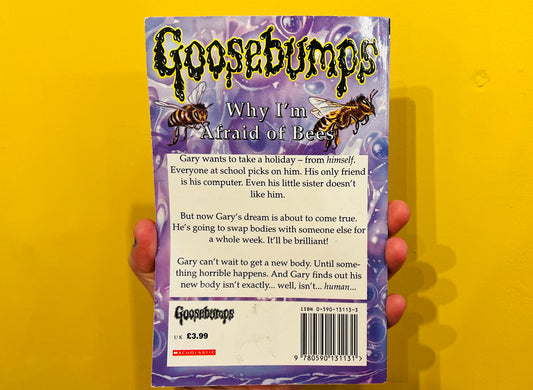 Goosebumps
Why I'm
Afraid of Bees
Gary wants to take a holiday – from himself.
Everyone at school picks on him. His only friend
is his computer. Even his little sister doesn't
like him.
But now Gary's dream is about to come true.
He's going to swap bodies with someone else for
a whole week. It'll be brilliant!
Gary can't wait to get a new body. Until some-
thing horrible happens. And Gary finds out his
new body isn't exactly... well, isn't... human...
ISBN 0-590-13113-3
Goosebumps
UK £3.99
SCHOLASTIC
9 780590 131131 >